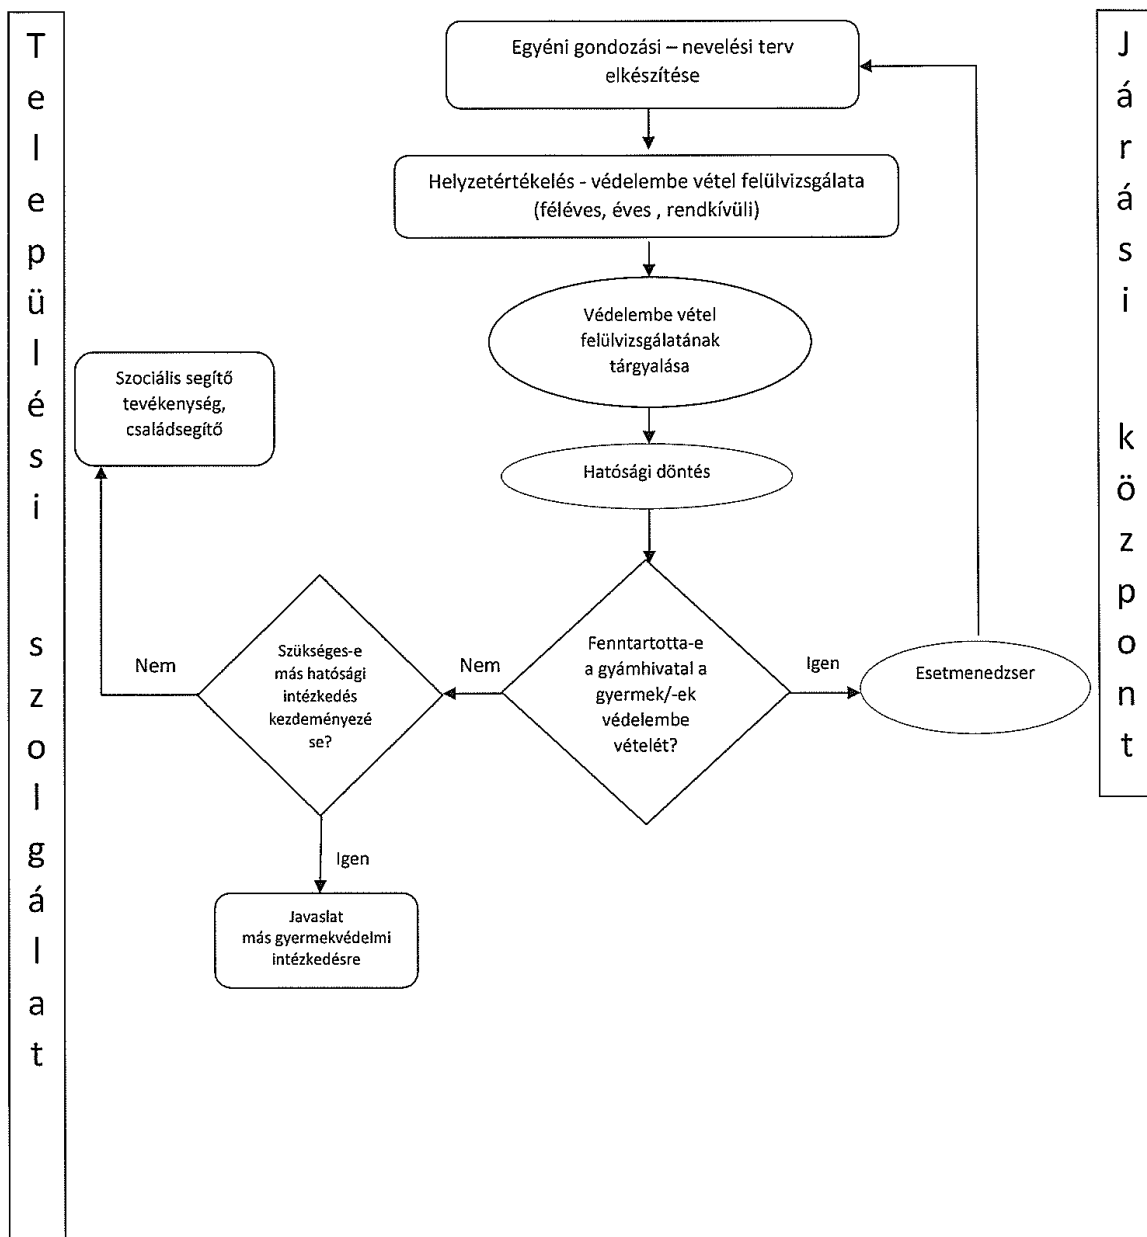 Települési szolgálat
Járási központ
Egyéni gondozási – nevelési terv
elkészítése
Helyzetértékelés - védelembe vétel felülvizsgálata
(féléves, éves , rendkívüli)
Védelembe vétel
felülvizsgálatának
tárgyalása
Szociális segítő
tevékenység,
családsegítő
Hatósági döntés
Fenntartotta-e
a gyámhivatal a
gyermek/-ek
védelembe
vételét?
Igen
Esetmenedzser
Nem
Szükséges-e
más hatósági
intézkedés
kezdeményezé
se?
Nem
Igen
Javaslat
más gyermekvédelmi
intézkedésre